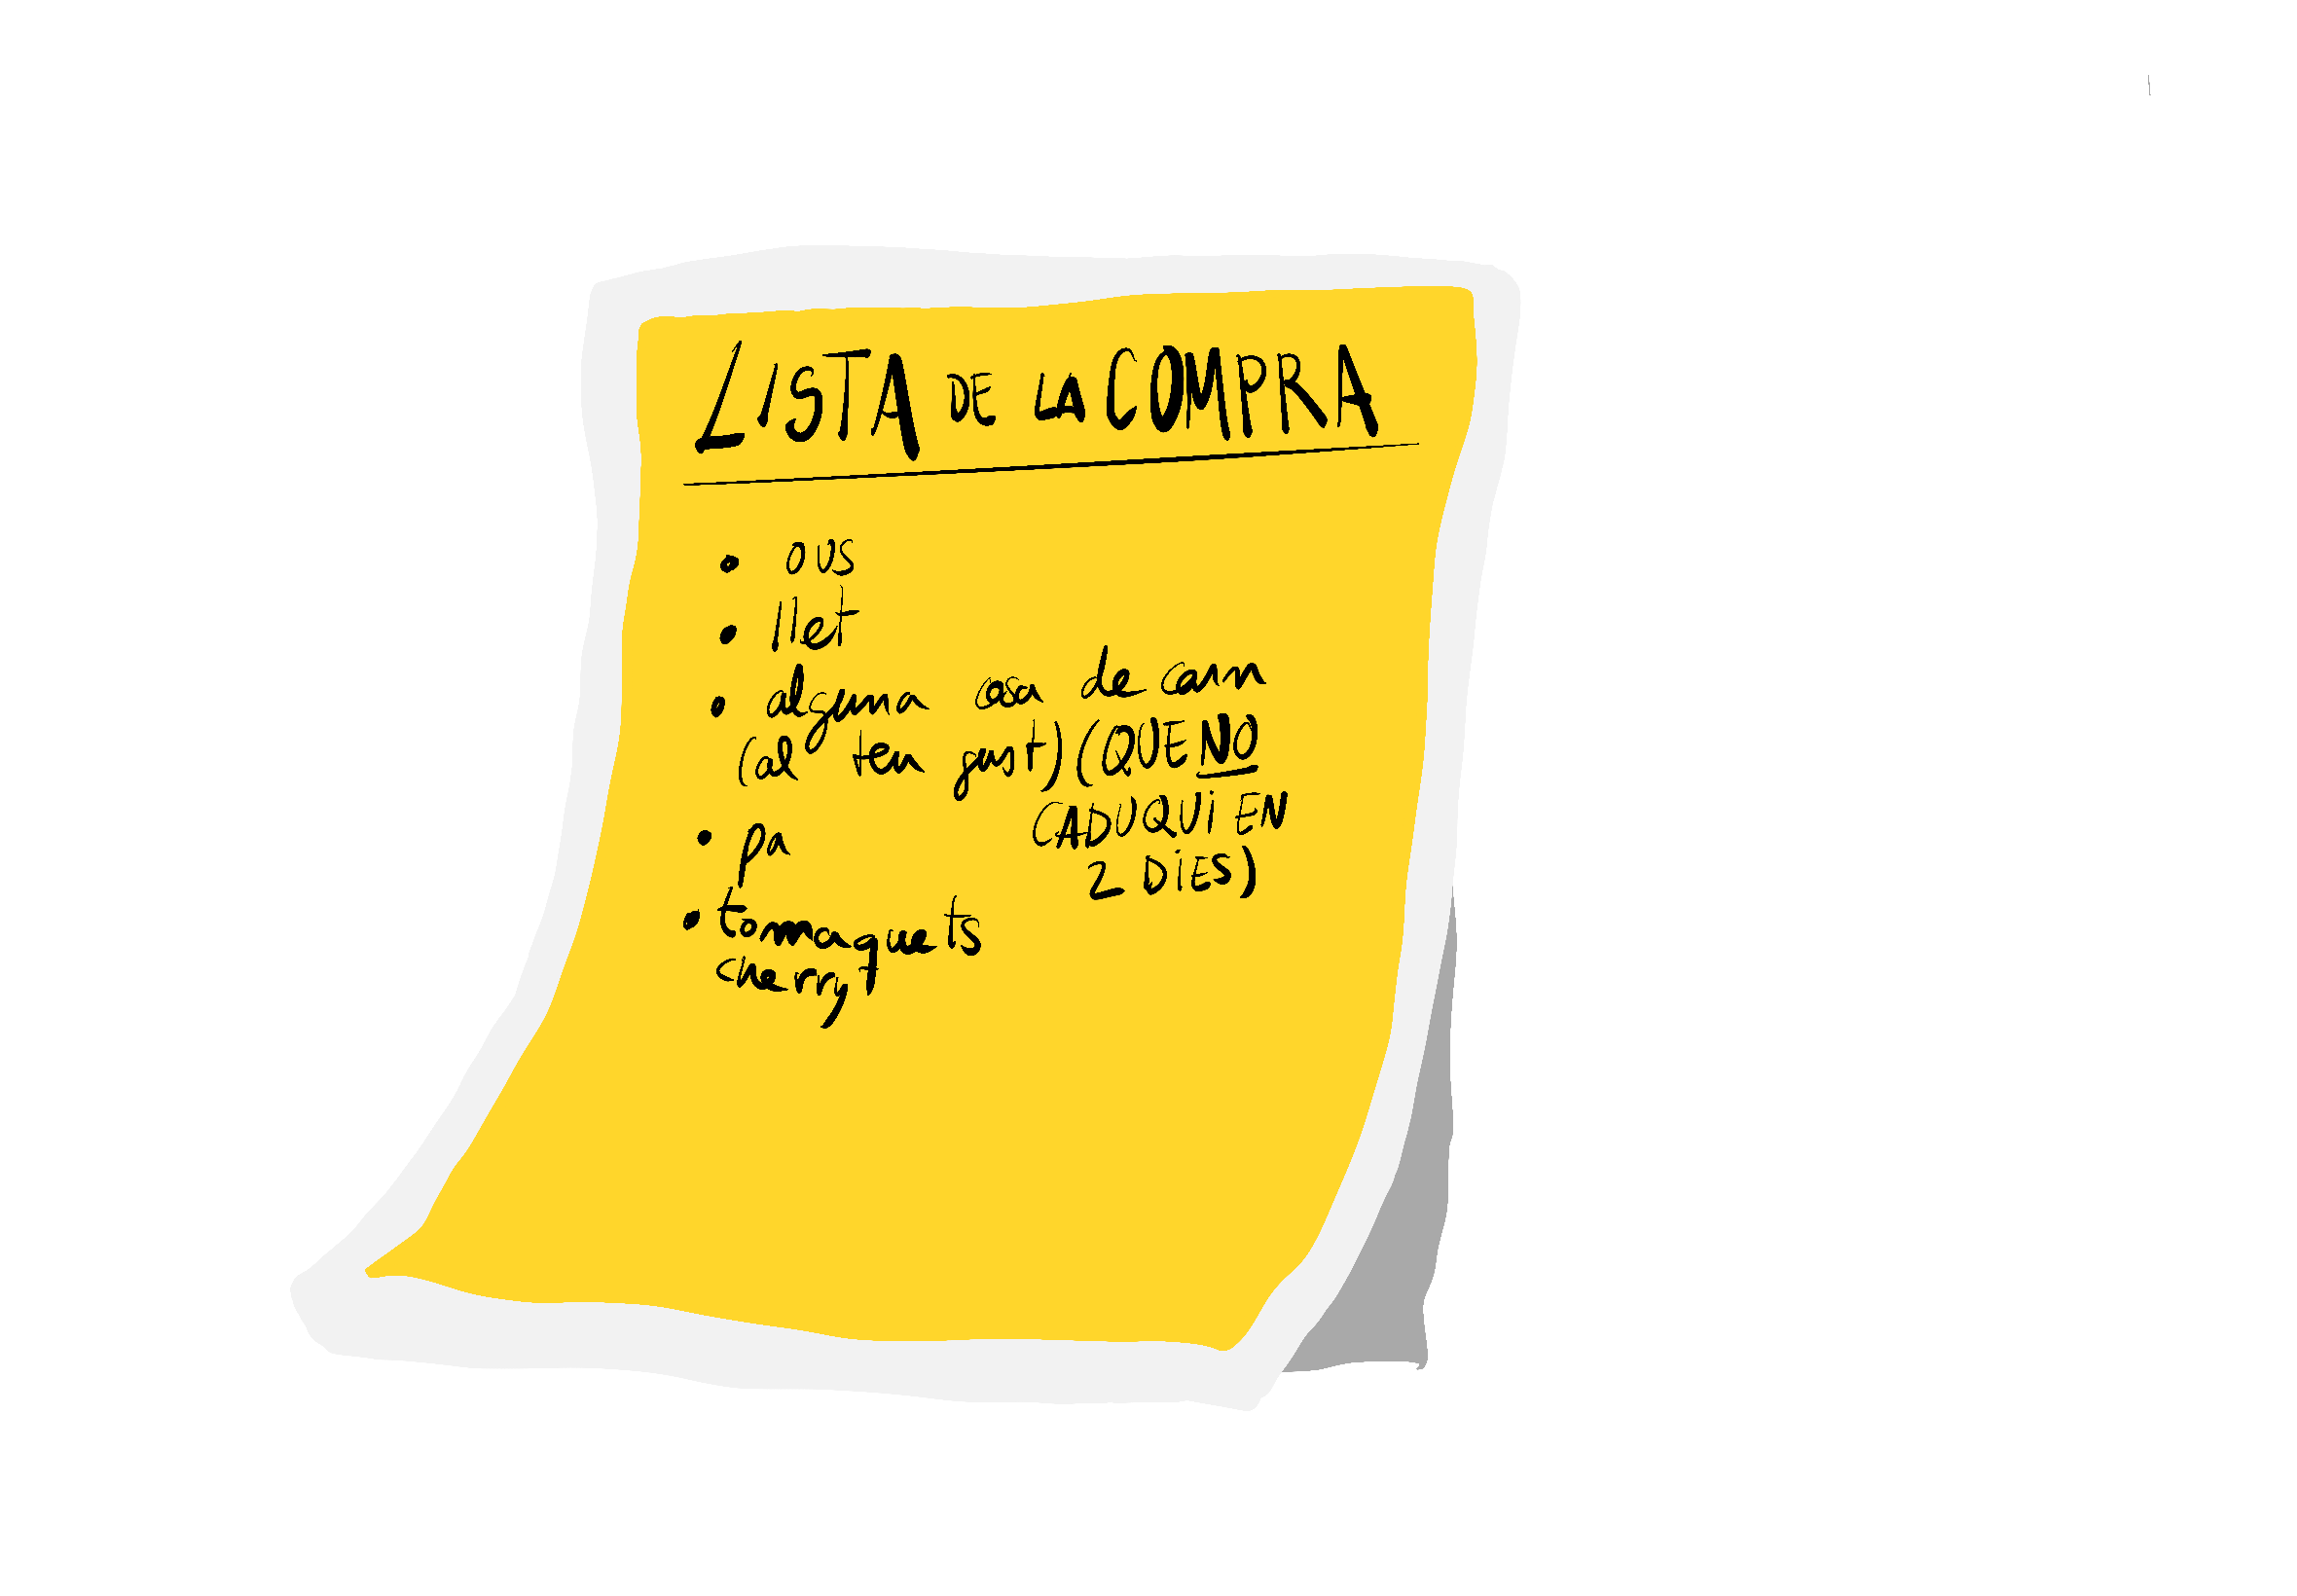 LISTA DE LA COMPRA
• ous
• llet
• alguna cosa de carn
(al teu gust) (QUE NO
CADUQUI EN
2 DIES)
• pa
• tomaquets
cherry